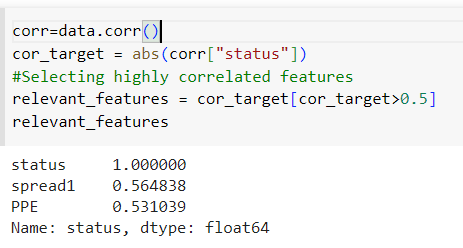 corr=data.corr()
cor_target = abs(corr["status"])
#Selecting highly correlated features
relevant_features = cor_target[cor_target>0.5]
relevant_features
status 1.000000
spread1 0.564838
PPE 0.531039
Name: status, dtype: float64